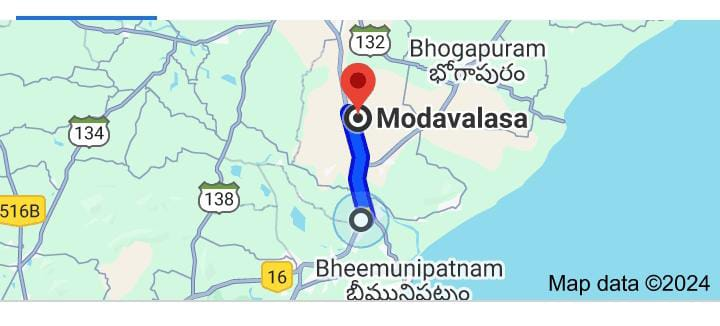 132
Bhogapuram
భోగాపురం
Modavalasa
134
138
516B
Bheemunipatnam
16
భీమునిపట్నం
Map data ©2024